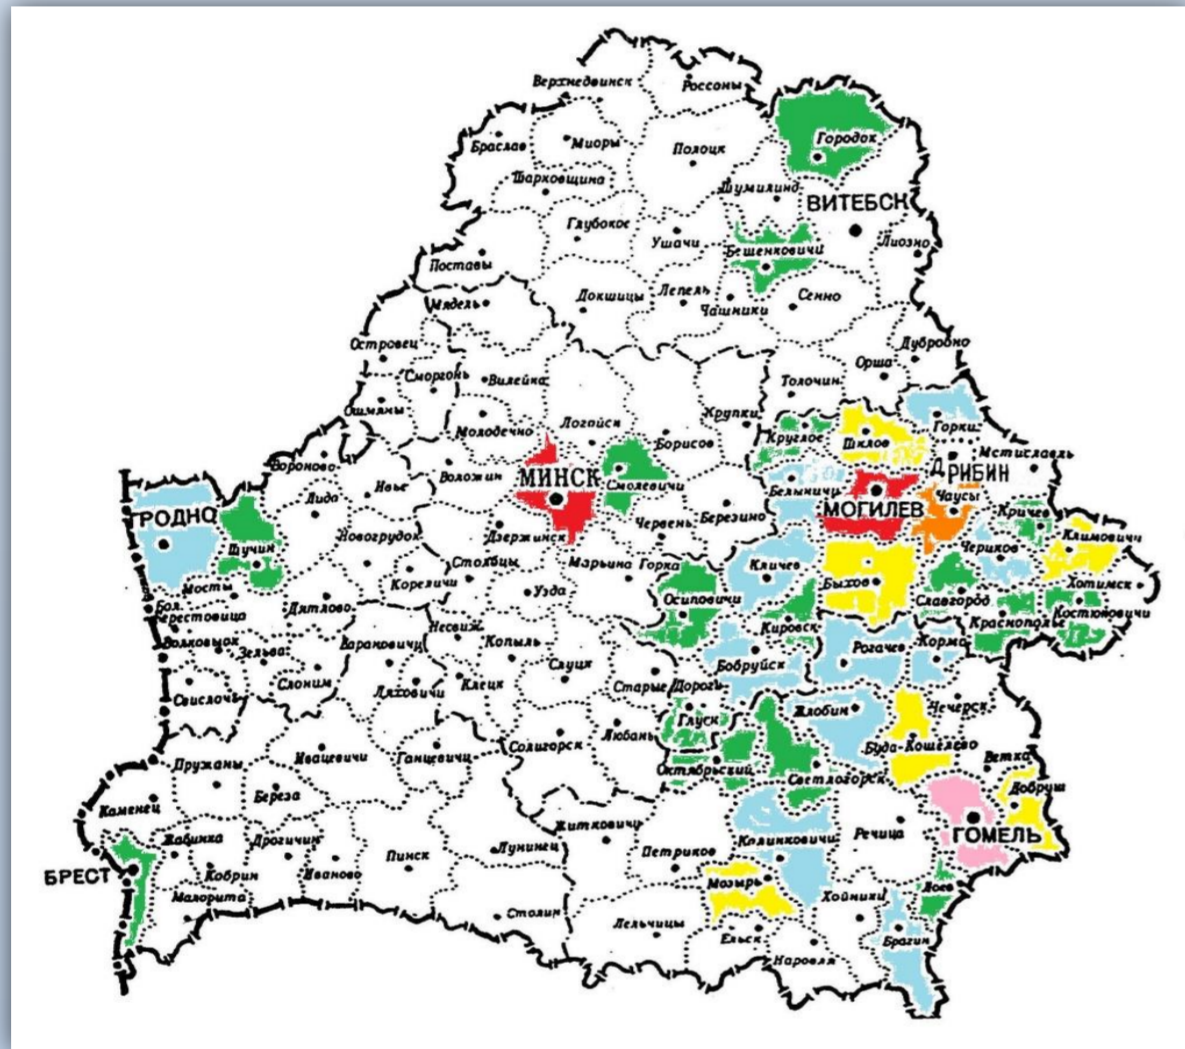 Верхнедвинск
Россоны
Браслав
Миоры
Полоцк
Городок
Шарковщина
Шумилинд
ВИТЕБСК
Глубокое
Ушачи
Бешенковичи
Лиозно
Поставы
Мядель
Докшицы
Лепель
Чашники
Сенно
Островец
Дубровно
Орша
Сморгонь
Вилейка
Толочин
Ошмяны
Молодечно
Логойск
Борисов
Крупки
Круглое
Шклов
Горки
Мстиславль
Вороново
Воложин
МИНСК
Смолевичи
ДРИБИН
Лида
Ивье
Белыничи
МОГИЛЕВ
Чаусы
Кричев
ГРОДНО
Березино
Червень
Новогрудок
Дзержинск
Чериков
Климовичи
Щучин
Столбцы
Марьина Горка
Кличев
Быхов
Хотимск
Мосты
Кореличи
Узда
Осиповичи
Славгород
Костюковичи
Бол.
Берестовица
Дятлово
Краснополье
Несвиж
Кировск
Волковыск
Зельва
Барановичи
Копыль
Рогачев
Корма
Слуцк
Бобруйск
Свислочь
Слоним
Ляховичи
Клецк
Старые Дороги
Глуск
Жлобин
Чечерск
Любань
Солигорск
Буда-Кошелево
Ивацевичи
Ганцевичи
Ветка
Пружаны
Октябрьский
Светлогорск
Добруш
Каменец
Береза
Житковичи
Речица
ГОМЕЛЬ
Жабинка
Дрогичин
Калинковичи
Пинск
Лунинец
Петриков
БРЕСТ
Кобрин
Иваново
Мозырь
Лоев
Малорита
Хойники
Столин
Лельчицы
Ельск
Брагин
Наровля